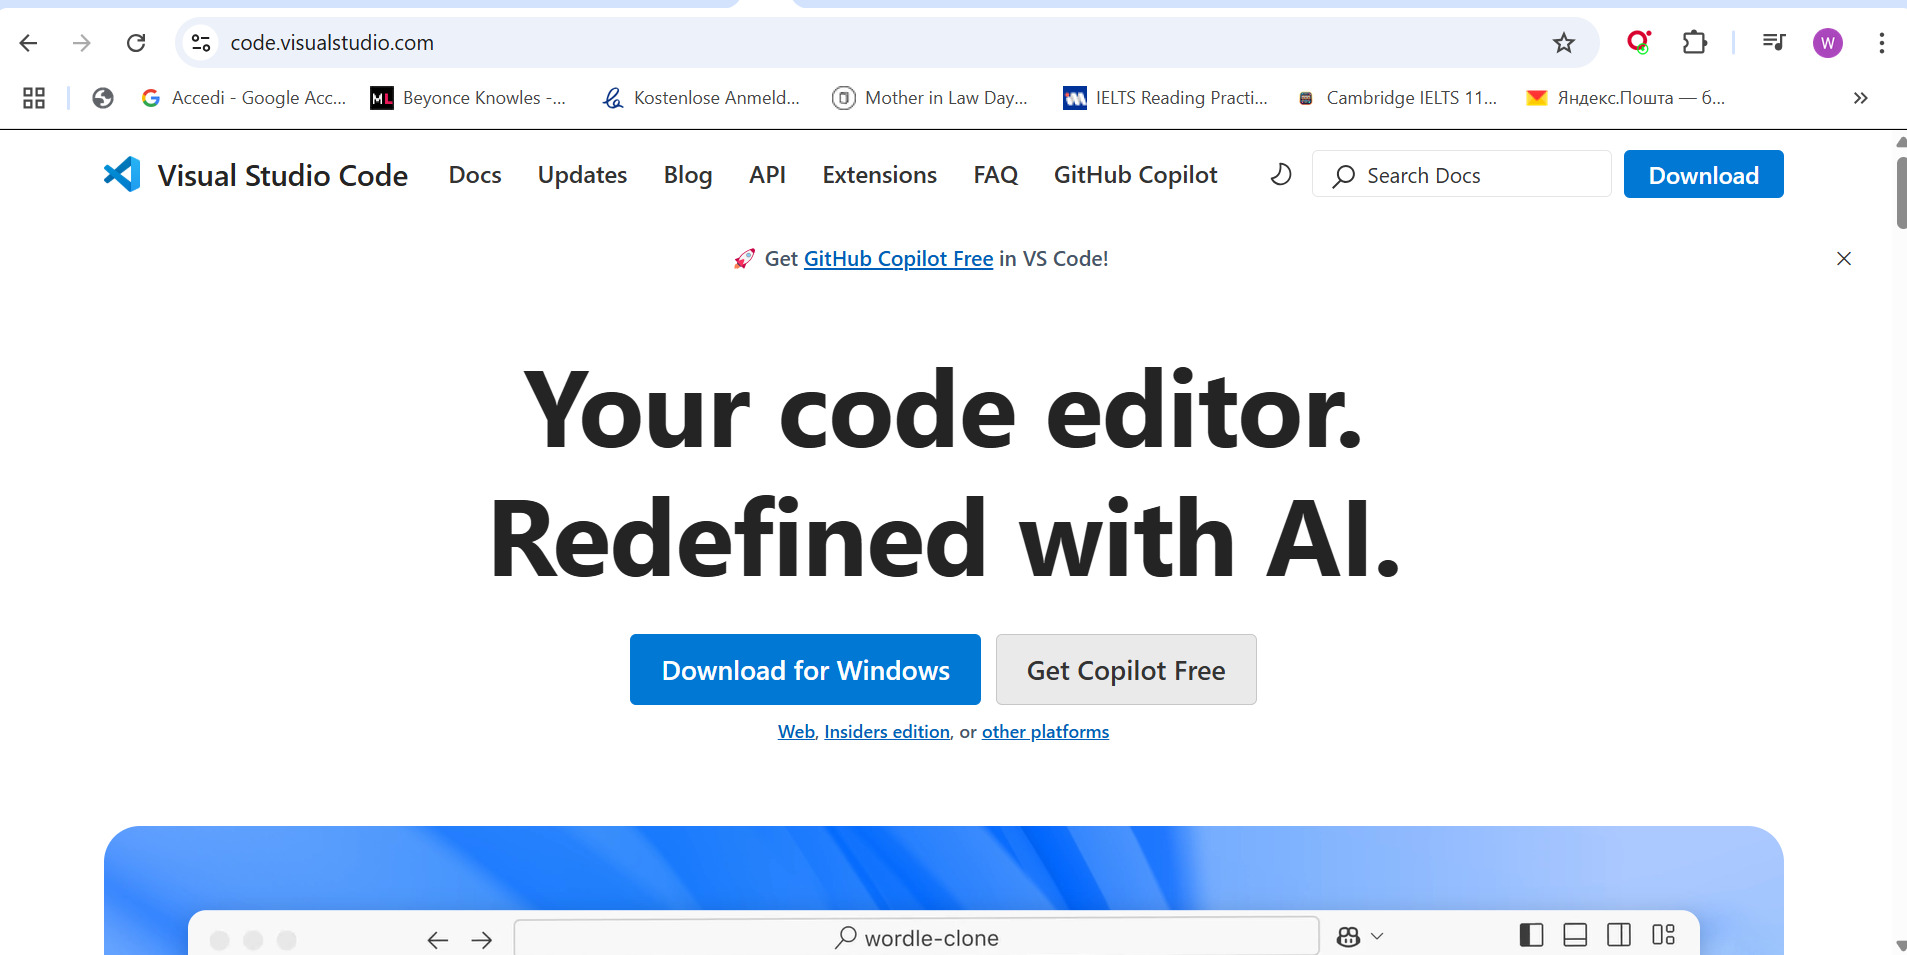 code.visualstudio.com
W
Accedi - Google Acc...
ML Beyonce Knowles -...
Kostenlose Anmeld...
Mother in Law Day...
IELTS Reading Practi...
Cambridge IELTS 11...
Яндекс.Почта — б...
Visual Studio Code
Docs
Updates
Blog
API
Extensions
FAQ
GitHub Copilot
Search Docs
Download
🚀 Get GitHub Copilot Free in VS Code!
Your code editor.
Redefined with AI.
Download for Windows
Get Copilot Free
Web, Insiders edition, or other platforms
wordle-clone